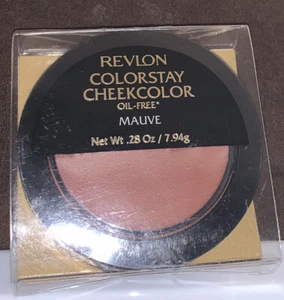 REVLON
COLORSTAY
CHEEKCOLOR
OIL-FREE*
MAUVE
Net Wt .28 Oz / 7.94g